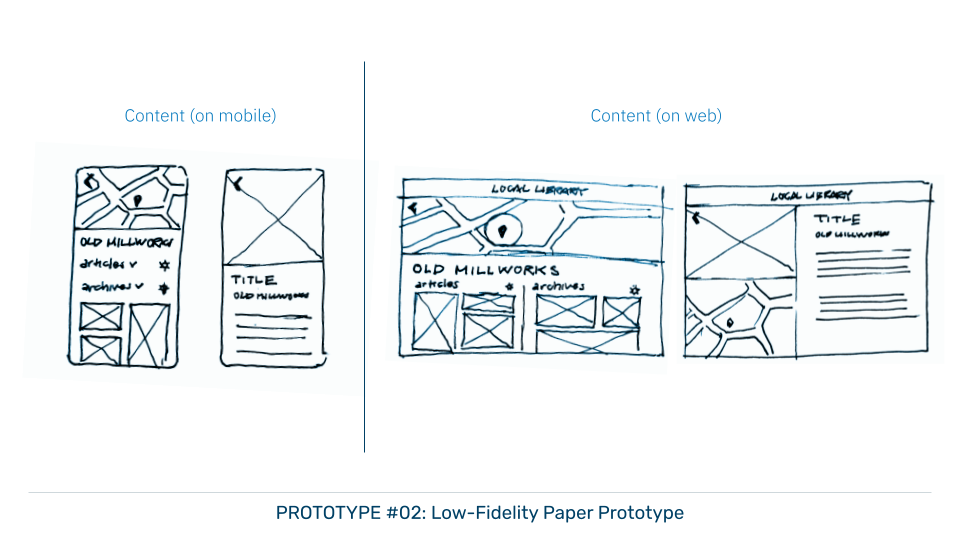 Content (on mobile)
Content (on web)
OLD MILLWORKS
articles
archives
TITLE
OLD MILLWORKS
LOCAL LIBRARY
OLD MILLWORKS
articles
archives
LOCAL LIBRARY
TITLE
OLD MILLWORKS
PROTOTYPE #02: Low-Fidelity Paper Prototype